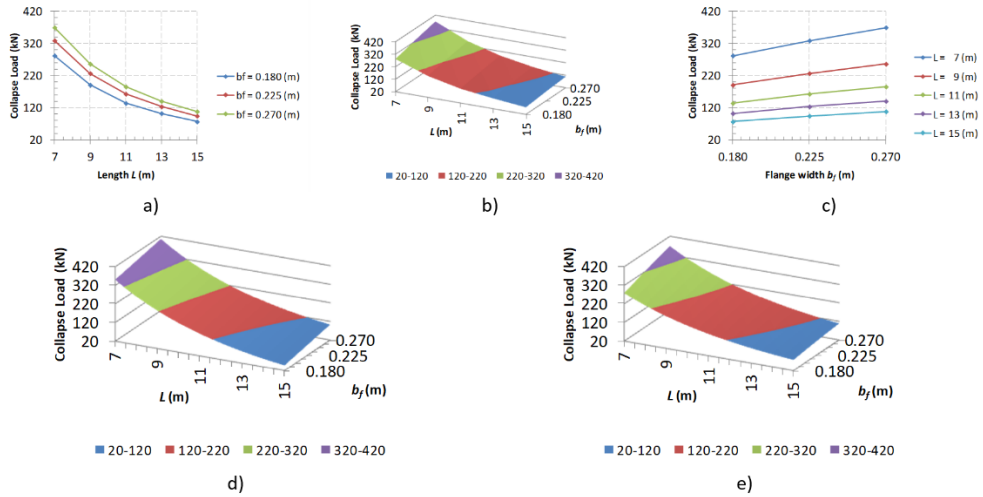 420
320
220
120
20
Collapse Load (kN)
7 9 11 13 15
Length L (m)
bf = 0.180 (m)
bf = 0.225 (m)
bf = 0.270 (m)
a)
420
320
220
120
20
Collapse Load (kN)
7 9 11 13 15
L (m)
0.270
0.225
0.180
bf (m)
20-120 120-220 220-320 320-420
b)
420
320
220
120
20
Collapse Load (kN)
0.180 0.225 0.270
Flange width bf (m)
L = 7 (m)
L = 9 (m)
L = 11 (m)
L = 13 (m)
L = 15 (m)
c)
420
320
220
120
20
Collapse Load (kN)
7 9 11 13 15
L (m)
0.270
0.225
0.180
bf (m)
20-120 120-220 220-320 320-420
d)
420
320
220
120
20
Collapse Load (kN)
7 9 11 13 15
L (m)
0.270
0.225
0.180
bf (m)
20-120 120-220 220-320 320-420
e)